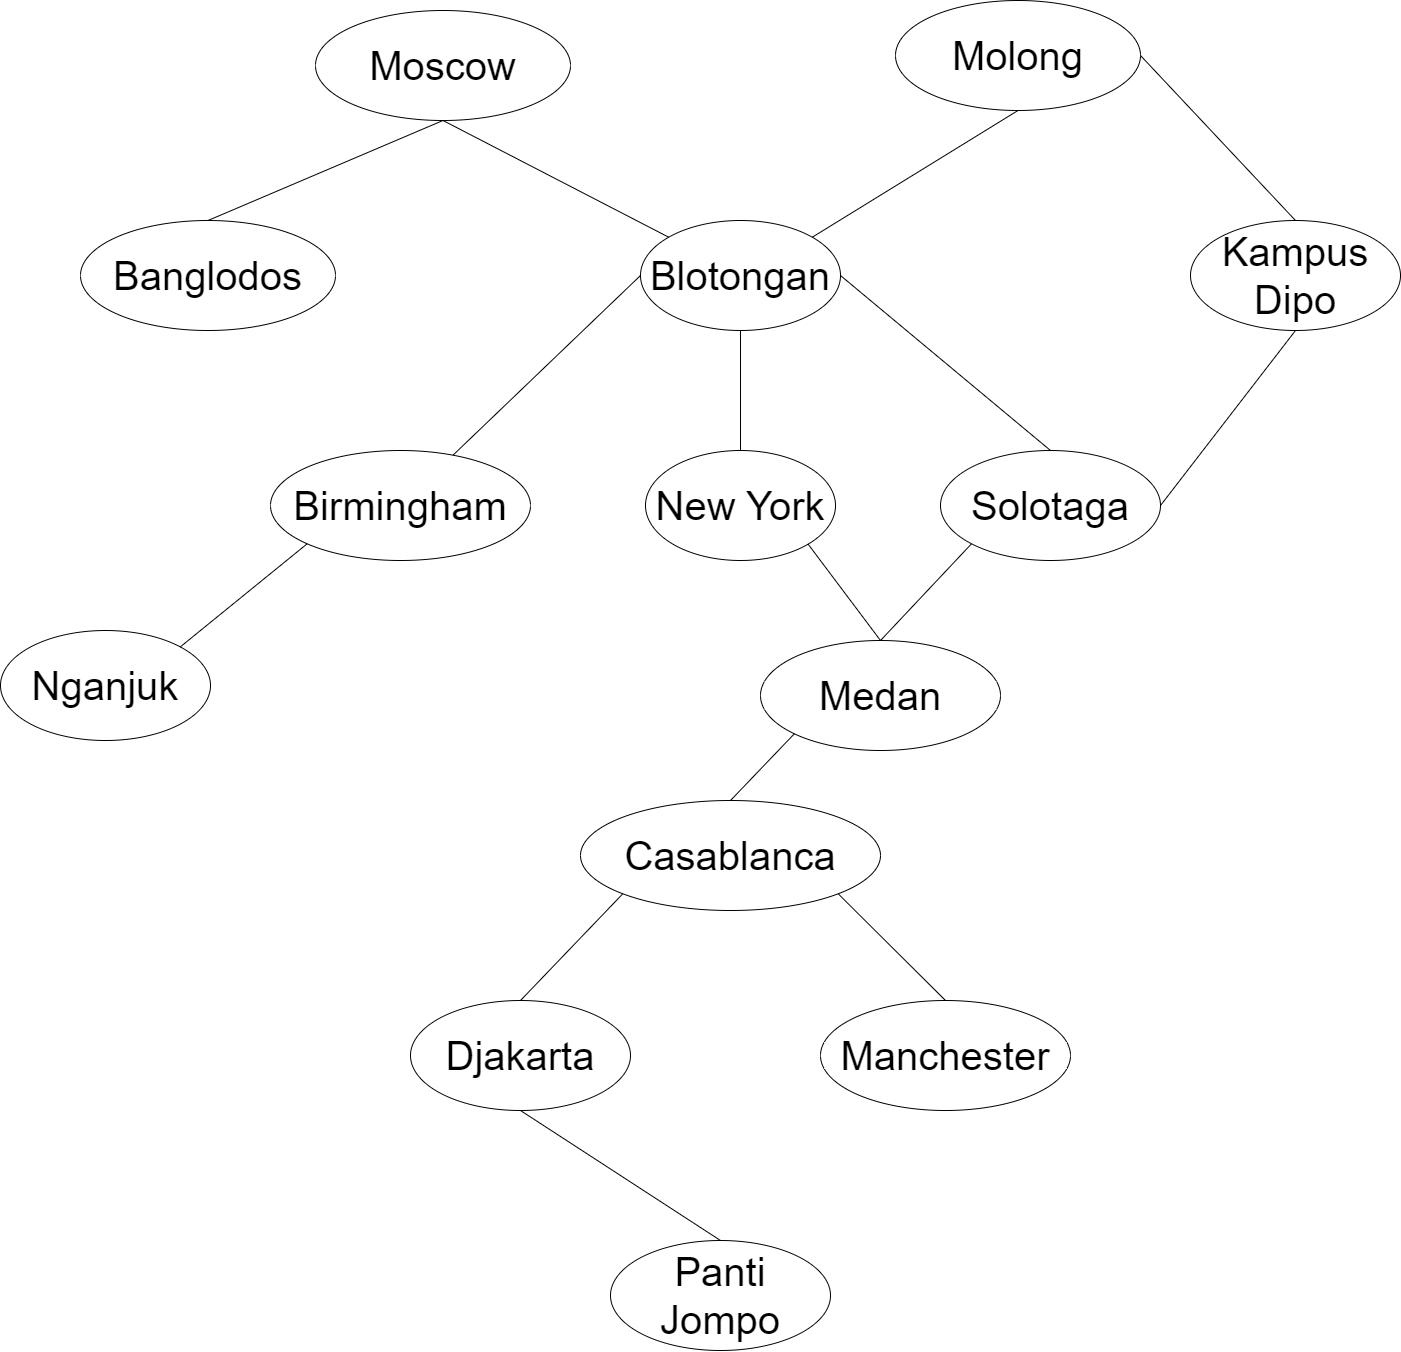 Moscow
Molong
Banglodos
Blotongan
Kampus
Dipo
Birmingham
New York
Solotaga
Nganjuk
Medan
Casablanca
Djakarta
Manchester
Panti
Jompo